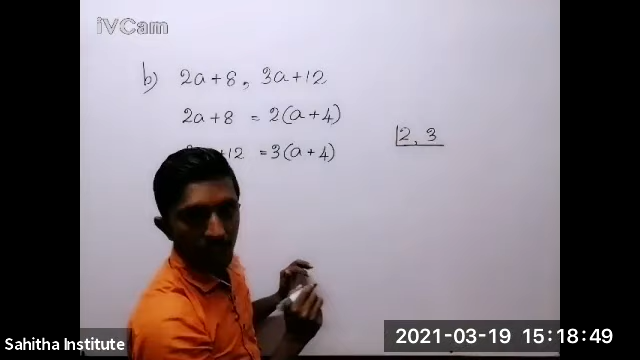 iVCam
b) 2a + 8 , 3a + 12
2a + 8 = 2(a + 4)
2, 3
+ 12 = 3(a + 4)
Sahitha Institute
2021-03-19 15:18:49